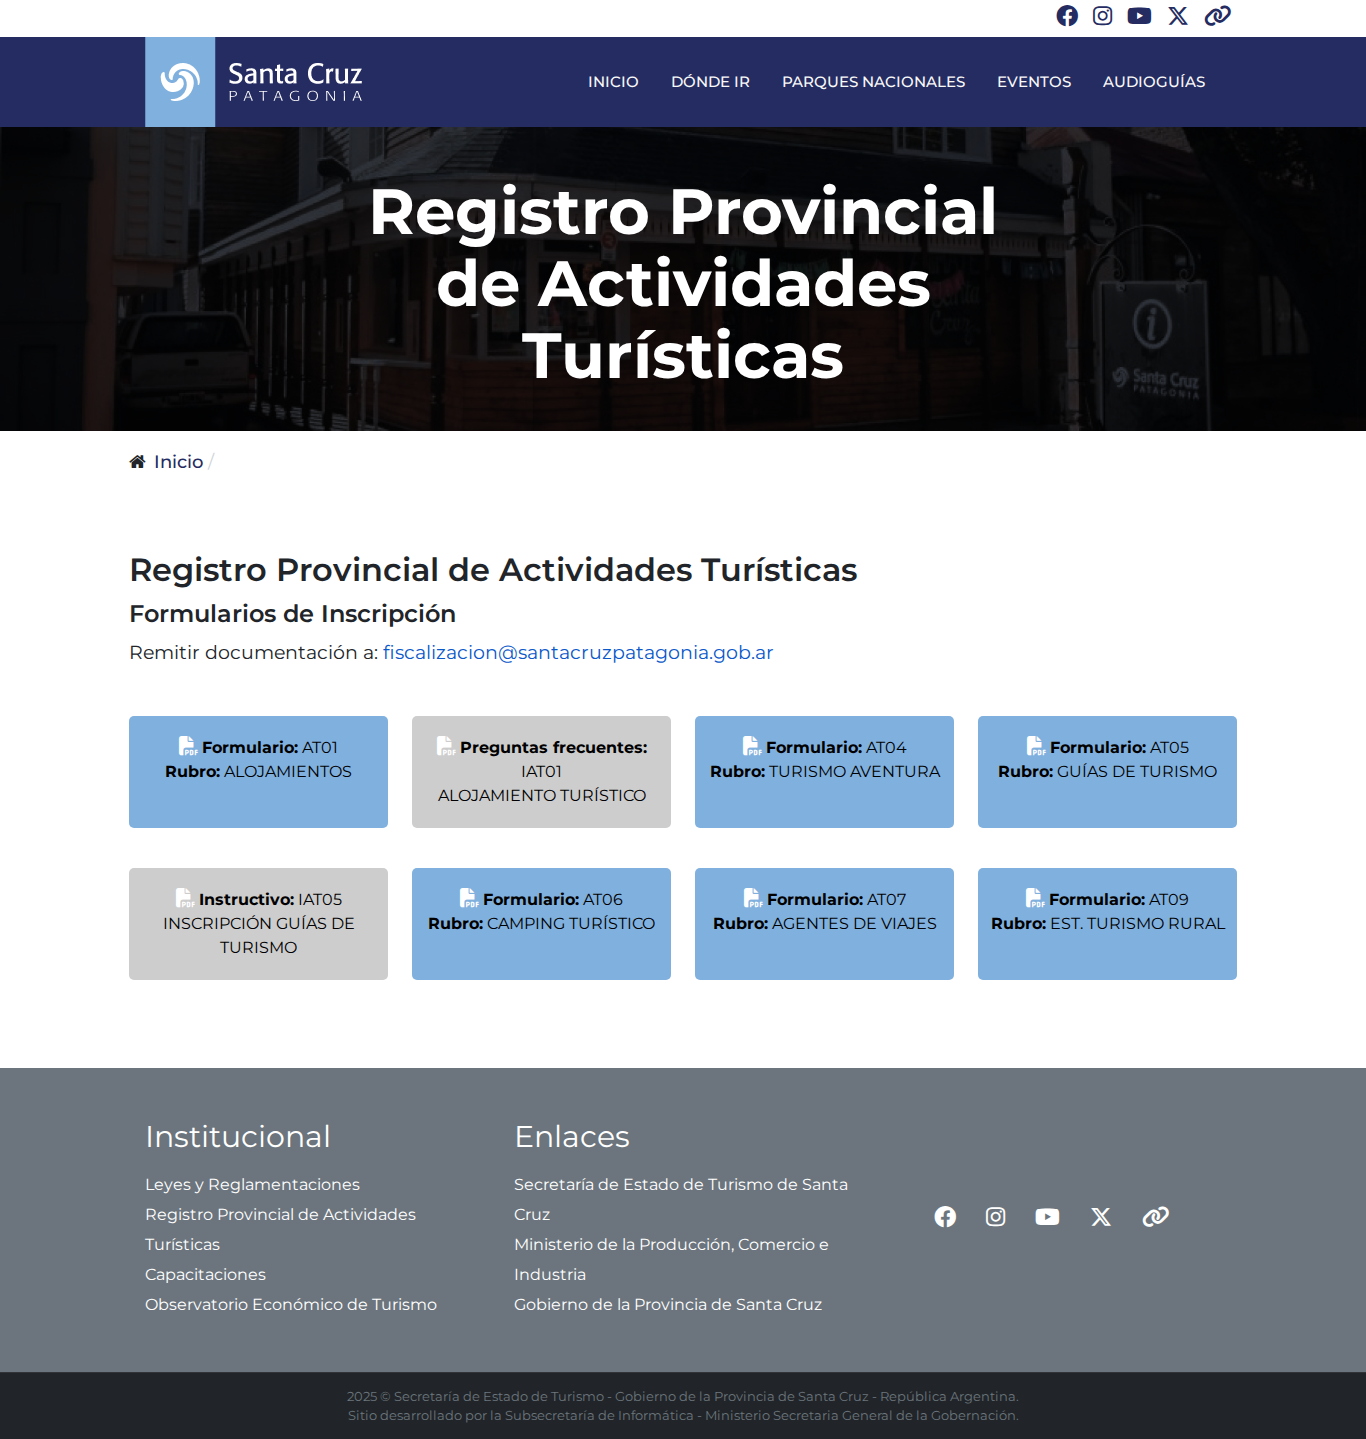 Santa Cruz
PATAGONIA
INICIO DÓNDE IR PARQUES NACIONALES EVENTOS AUDIOGUÍAS
Registro Provincial
de Actividades
Turísticas
Santa Cruz
PATAGONIA
Inicio /
Registro Provincial de Actividades Turísticas
Formularios de Inscripción
Remitir documentación a: fiscalizacion@santacruzpatagonia.gob.ar
Formulario: AT01
Rubro: ALOJAMIENTOS
Preguntas frecuentes:
IAT01
ALOJAMIENTO TURÍSTICO
Formulario: AT04
Rubro: TURISMO AVENTURA
Formulario: AT05
Rubro: GUÍAS DE TURISMO
Instructivo: IAT05
INSCRIPCIÓN GUÍAS DE
TURISMO
Formulario: AT06
Rubro: CAMPING TURÍSTICO
Formulario: AT07
Rubro: AGENTES DE VIAJES
Formulario: AT09
Rubro: EST. TURISMO RURAL
Institucional
Leyes y Reglamentaciones
Registro Provincial de Actividades
Turísticas
Capacitaciones
Observatorio Económico de Turismo
Enlaces
Secretaría de Estado de Turismo de Santa
Cruz
Ministerio de la Producción, Comercio e
Industria
Gobierno de la Provincia de Santa Cruz
2025 © Secretaría de Estado de Turismo - Gobierno de la Provincia de Santa Cruz - República Argentina.
Sitio desarrollado por la Subsecretaría de Informática - Ministerio Secretaria General de la Gobernación.